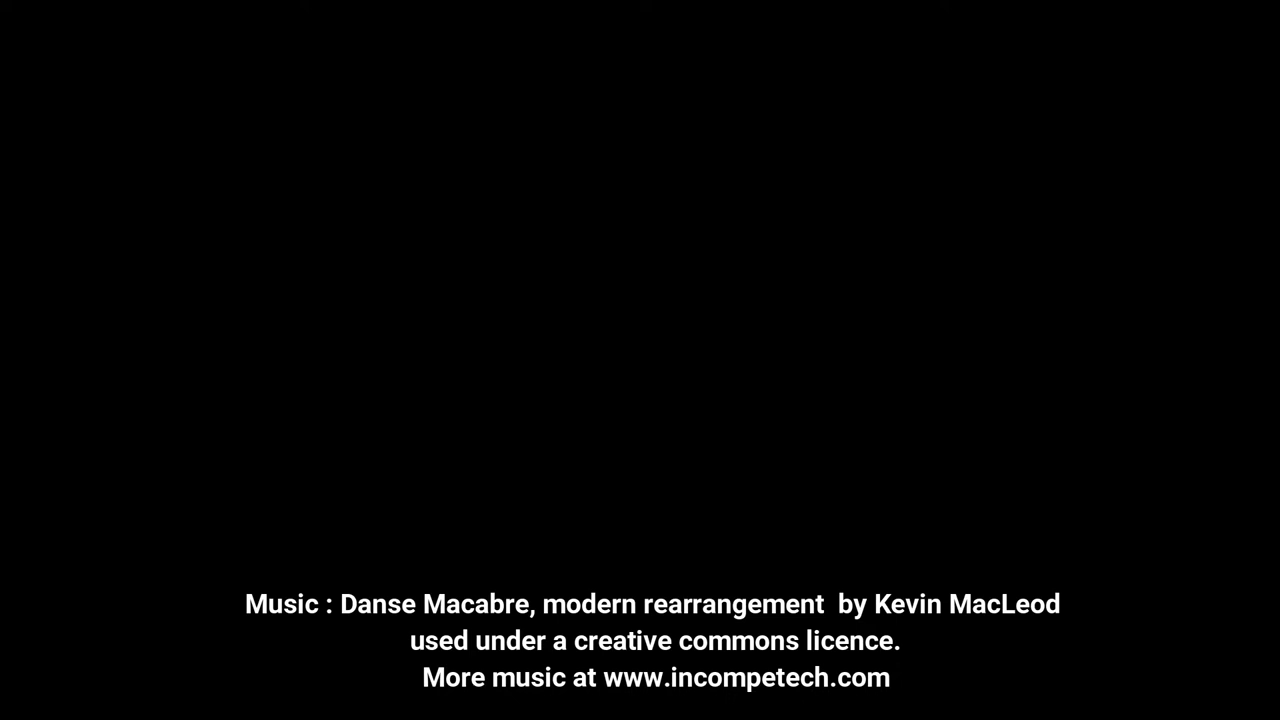 Music : Danse Macabre, modern rearrangement  by Kevin MacLeod
used under a creative commons licence.
More music at www.incompetech.com